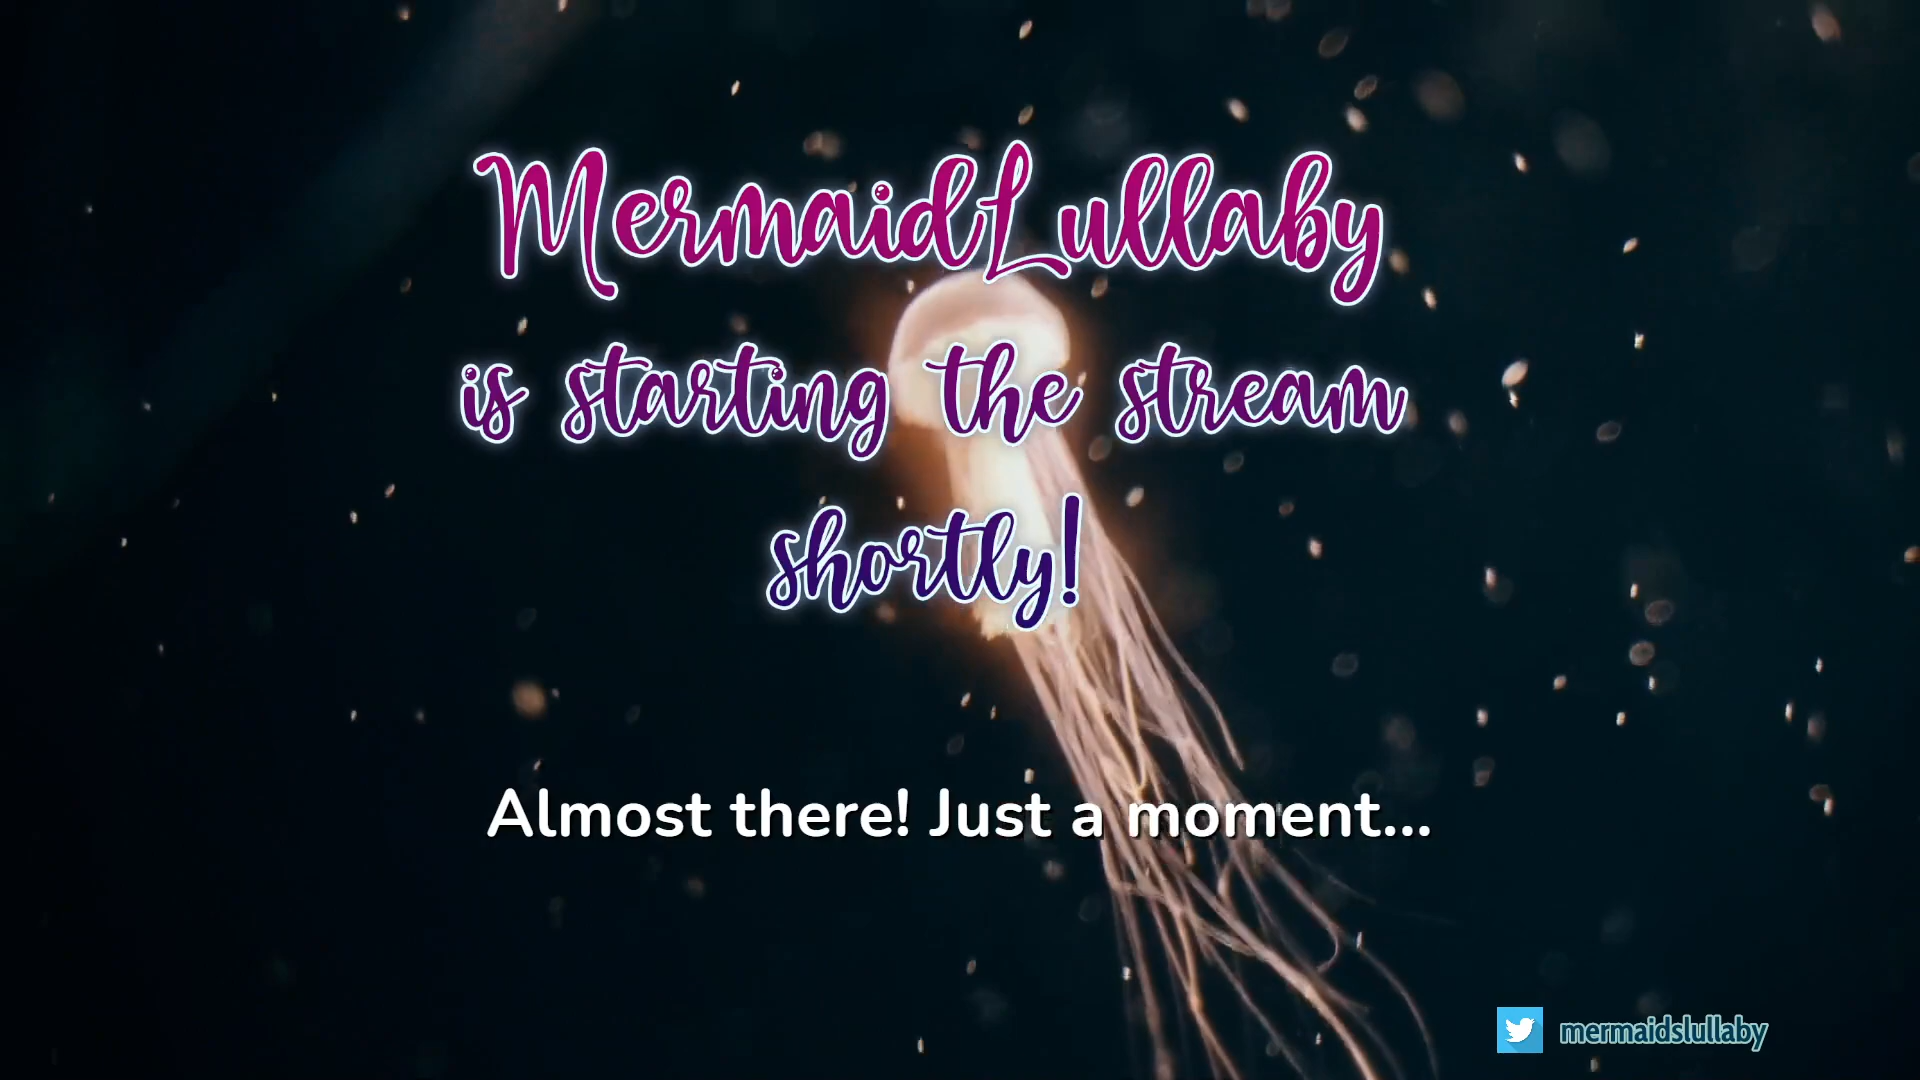 MermaidLullaby
is starting the stream
shortly!
Almost there! Just a moment...
mermaidslullaby